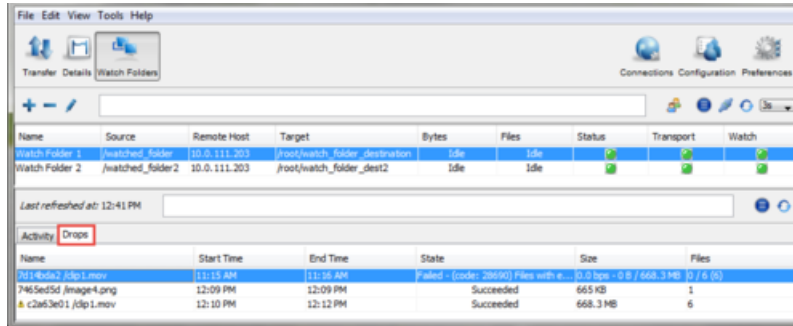 File Edit View Tools Help
Transfer Details Watch Folders Connections Configuration Preferences
3s
Name Source Remote Host Target Bytes Files Status Transport Watch
Watch Folder 1 /watched_folder 10.0.111.203 /root/watch_folder_destination Idle Idle
Watch Folder 2 /watched_folder2 10.0.111.203 /root/watch_folder_dest2 Idle Idle
Last refreshed at: 12:41 PM
Activity Drops
Name Start Time End Time State Size Files
7d14bda2 /clip1.mov 11:15 AM 11:16 AM Failed - (code: 28690) Files with e... 0.0 bps - 0 B / 668.3 MB 0 / 6 (6)
7465ed5d /image4.png 12:09 PM 12:09 PM Succeeded 665 KB 1
c2a63e01 /clip1.mov 12:10 PM 12:12 PM Succeeded 668.3 MB 6